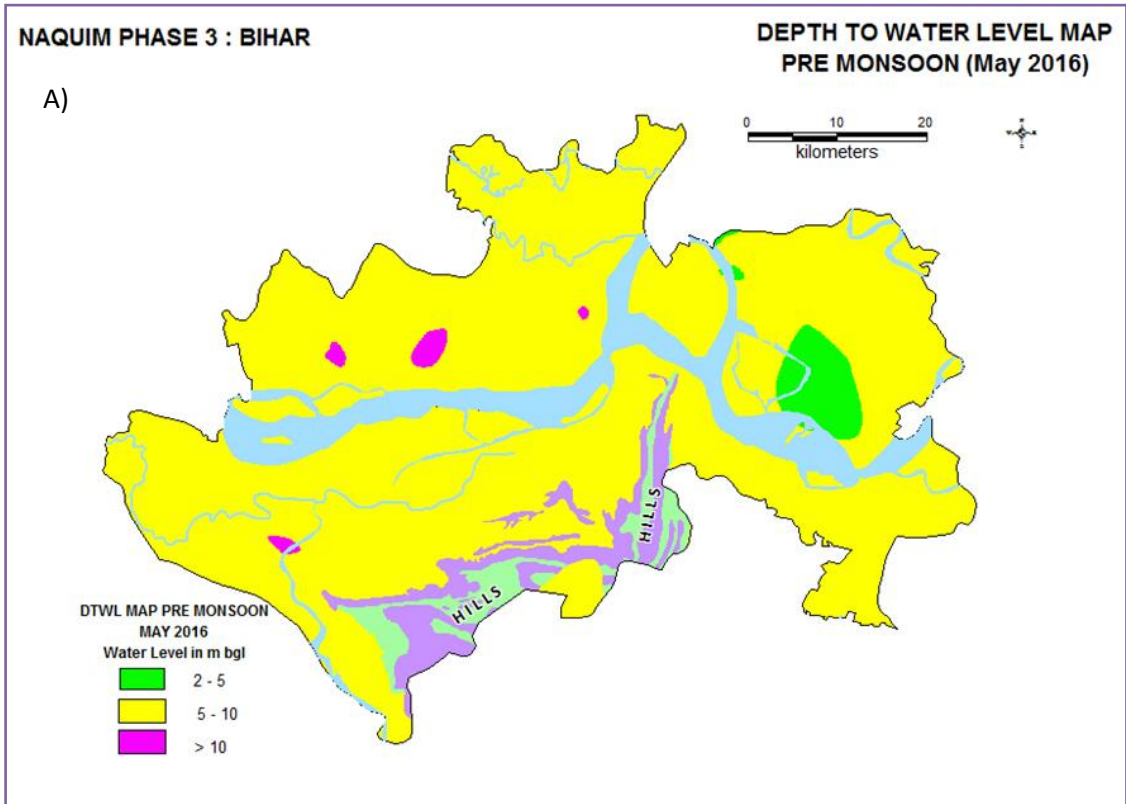 NAQUIM PHASE 3 : BIHAR
DEPTH TO WATER LEVEL MAP
PRE MONSOON (May 2016)
A)
0 10 20
kilometers
HILLS
HILLS
DTWL MAP PRE MONSOON
MAY 2016
Water Level in m bgl
2 - 5
5 - 10
> 10